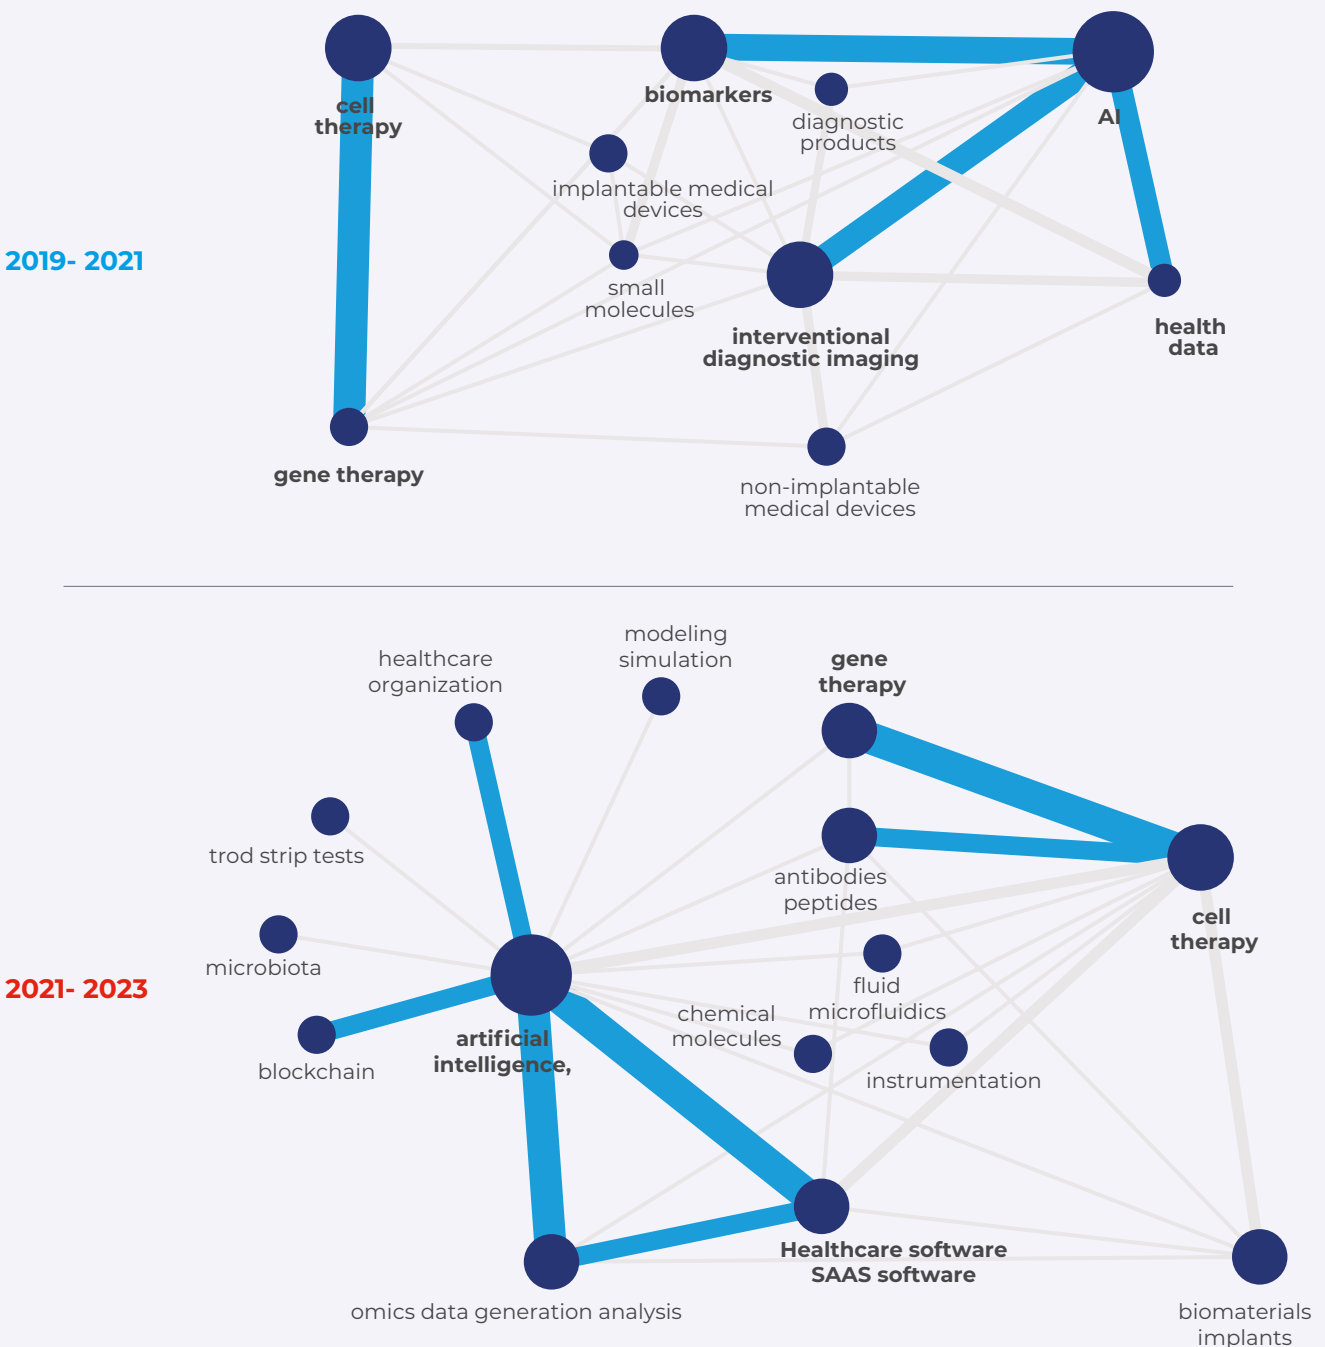 cell
therapy
biomarkers
diagnostic
products
AI
implantable medical
devices
2019- 2021
small
molecules
interventional
diagnostic imaging
health
data
gene therapy
non-implantable
medical devices
healthcare
organization
modeling
simulation
gene
therapy
trod strip tests
antibodies
peptides
cell
therapy
microbiota
2021- 2023
fluid
microfluidics
chemical
molecules
artificial
intelligence,
blockchain
instrumentation
Healthcare software
SAAS software
omics data generation analysis
biomaterials
implants